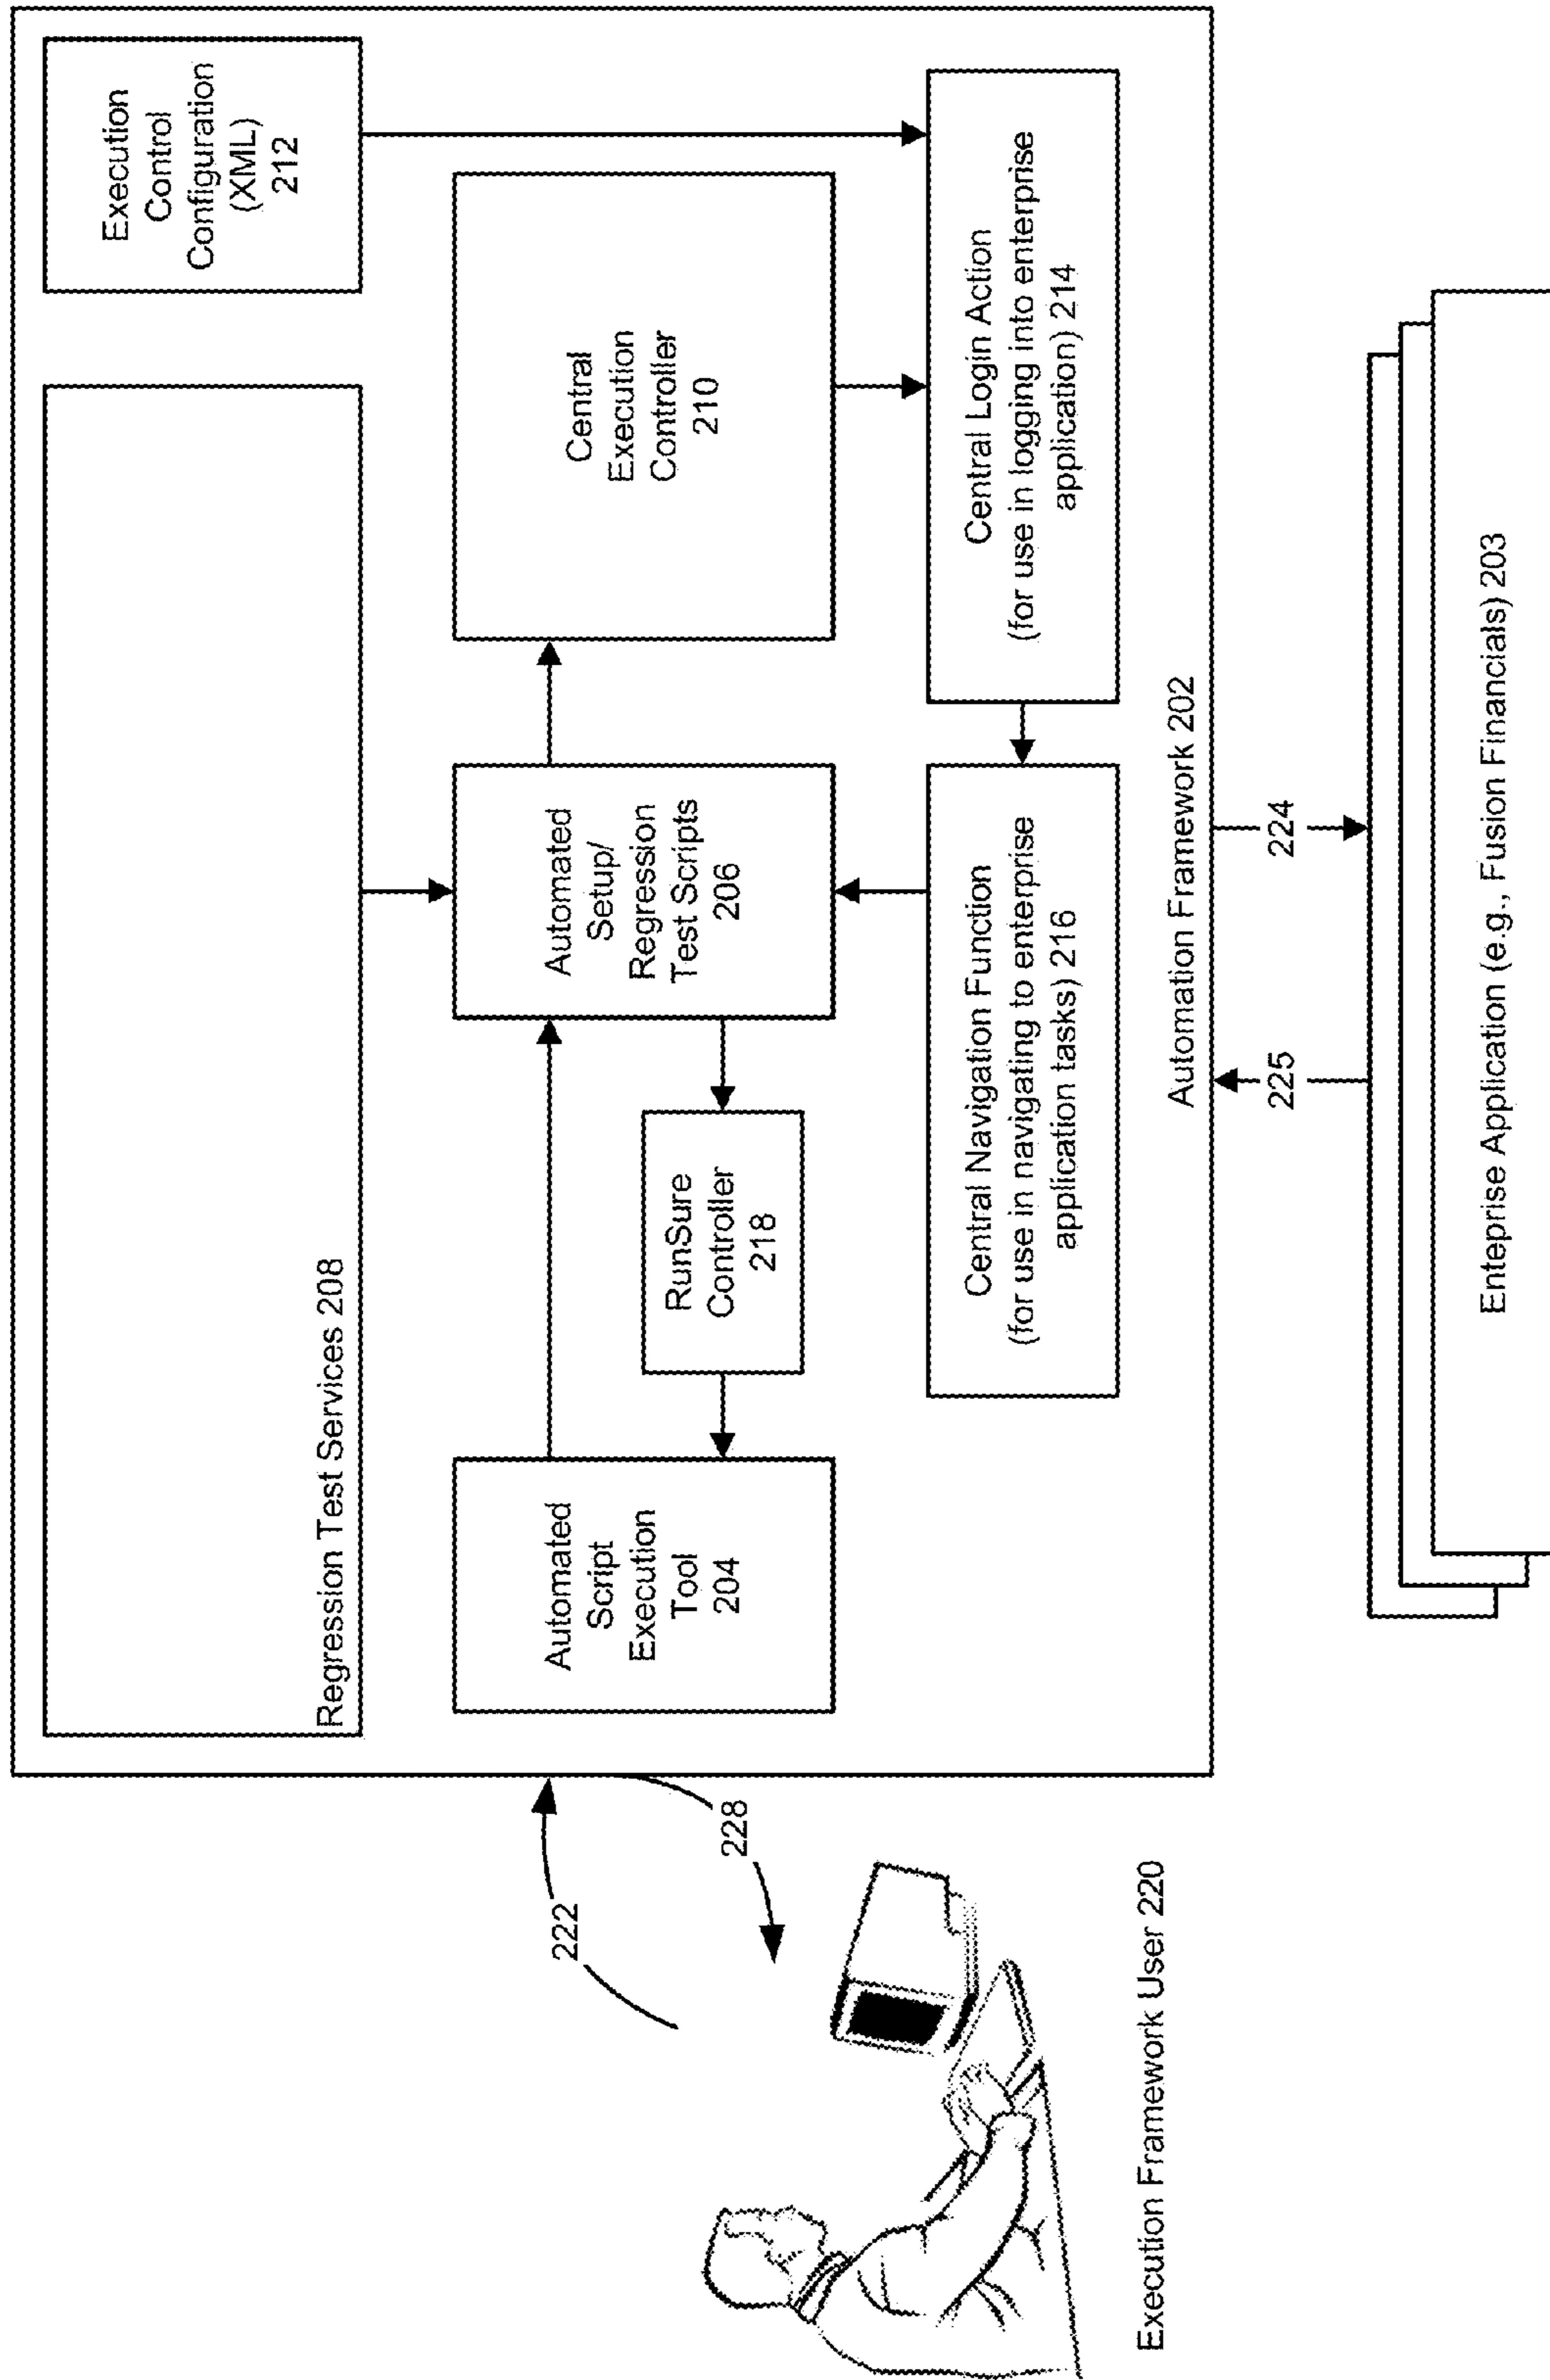 Regression Test Services 208
Execution
Control
Configuration
(XML)
212
Automated
Script
Execution
Tool
204
RunSure
Controller
218
Automated
Setup/
Regression
Test Scripts
206
Central
Execution
Controller
210
Central Navigation Function
(for use in navigating to enterprise
application tasks) 216
Central Login Action
(for use in logging into enterprise
application) 214
Automation Framework 202
222
228
Execution Framework User 220
225
224
Enteprise Application (e.g., Fusion Financials) 203